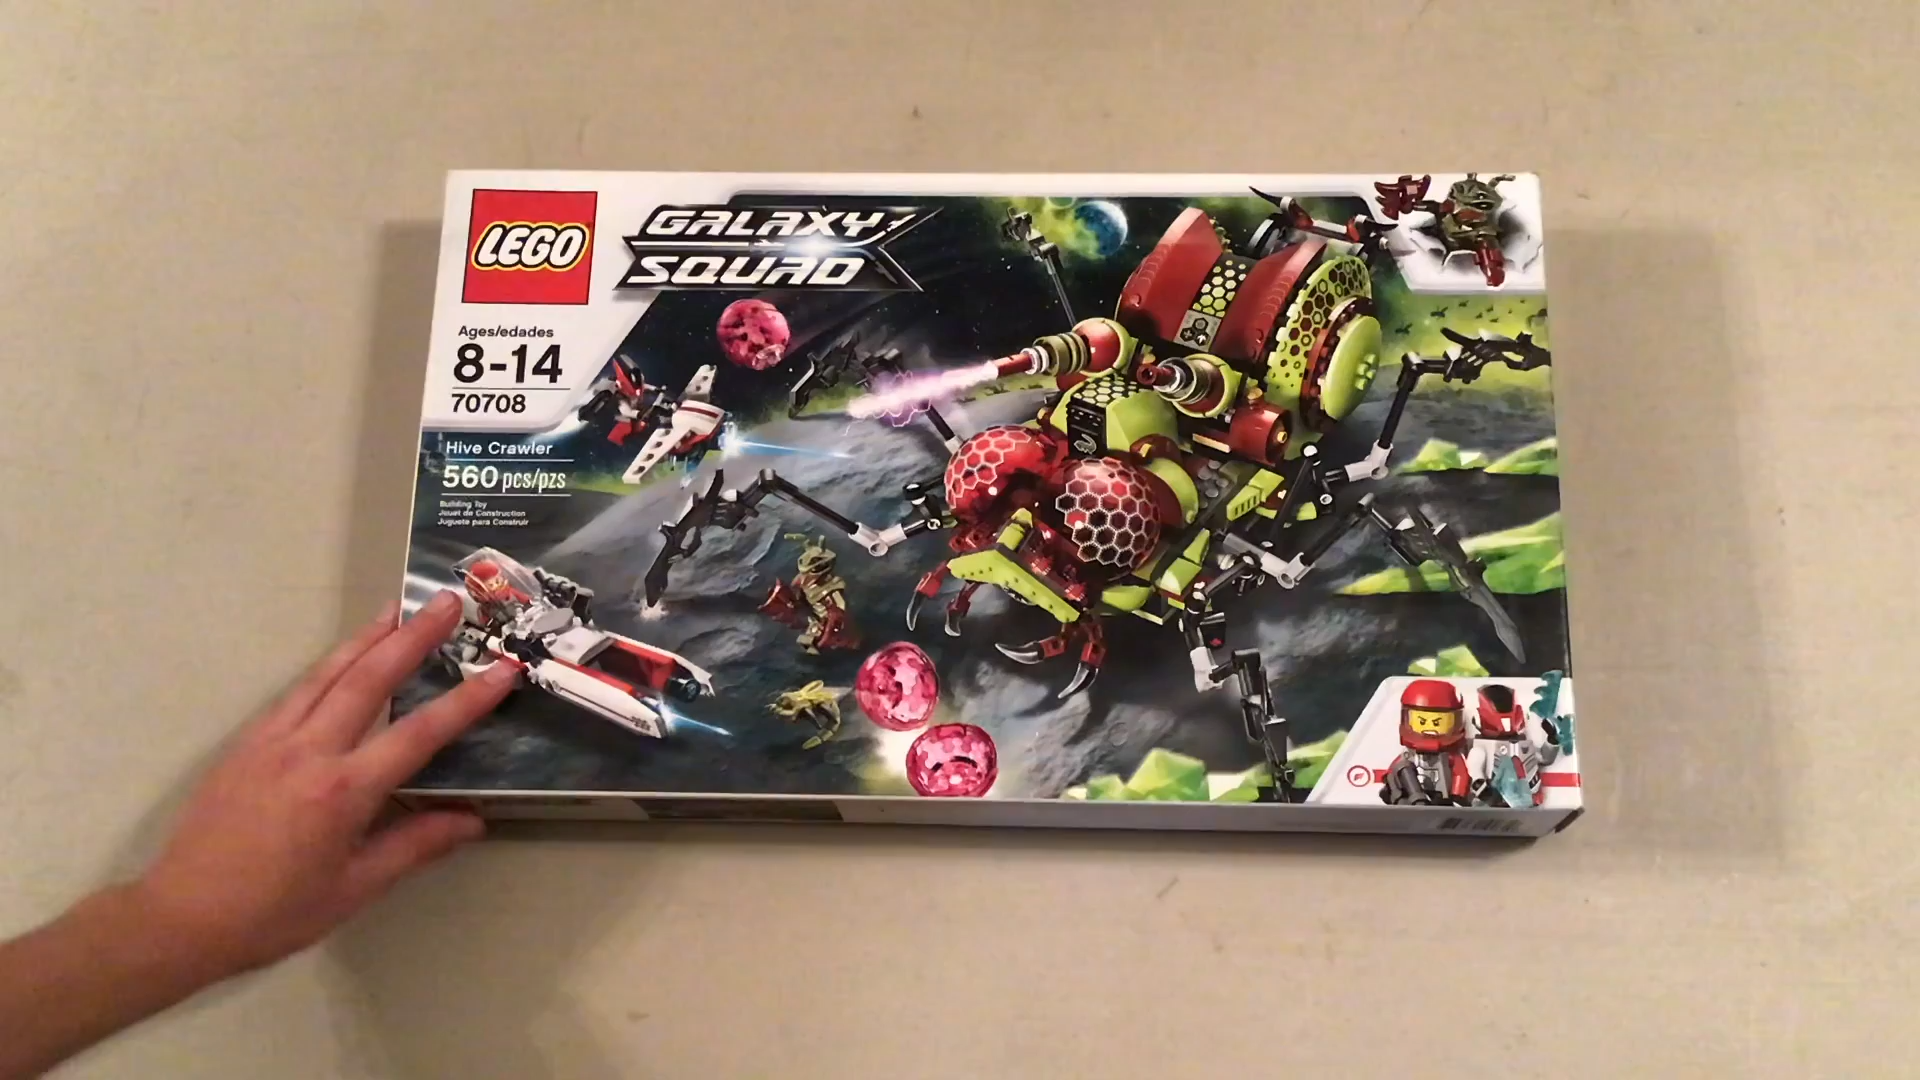 LEGO
GALAXY
SQUAD
Ages/edades
8-14
70708
Hive Crawler
560 pcs/pzs
Building Toy
Jouet de Construction
Juguete para Construir